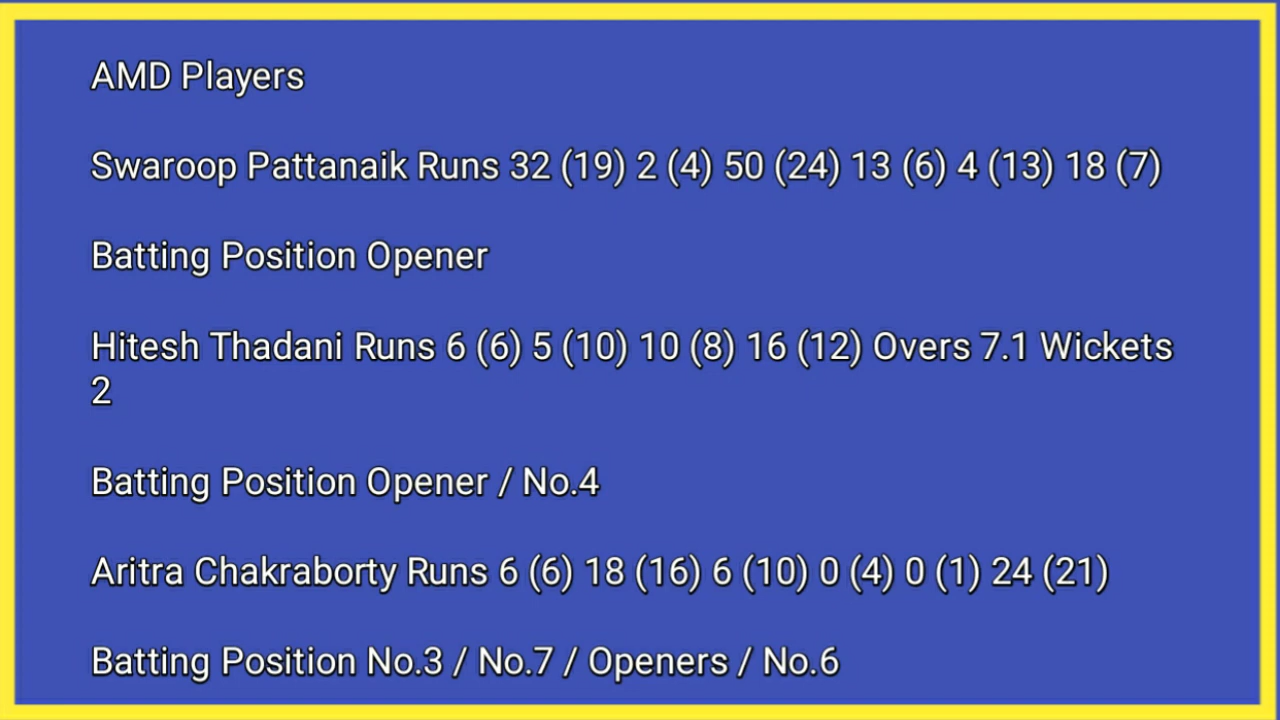 AMD Players
Swaroop Pattanaik Runs 32 (19) 2 (4) 50 (24) 13 (6) 4 (13) 18 (7)
Batting Position Opener
Hitesh Thadani Runs 6 (6) 5 (10) 10 (8) 16 (12) Overs 7.1 Wickets
2
Batting Position Opener / No.4
Aritra Chakraborty Runs 6 (6) 18 (16) 6 (10) 0 (4) 0 (1) 24 (21)
Batting Position No.3 / No.7 / Openers / No.6